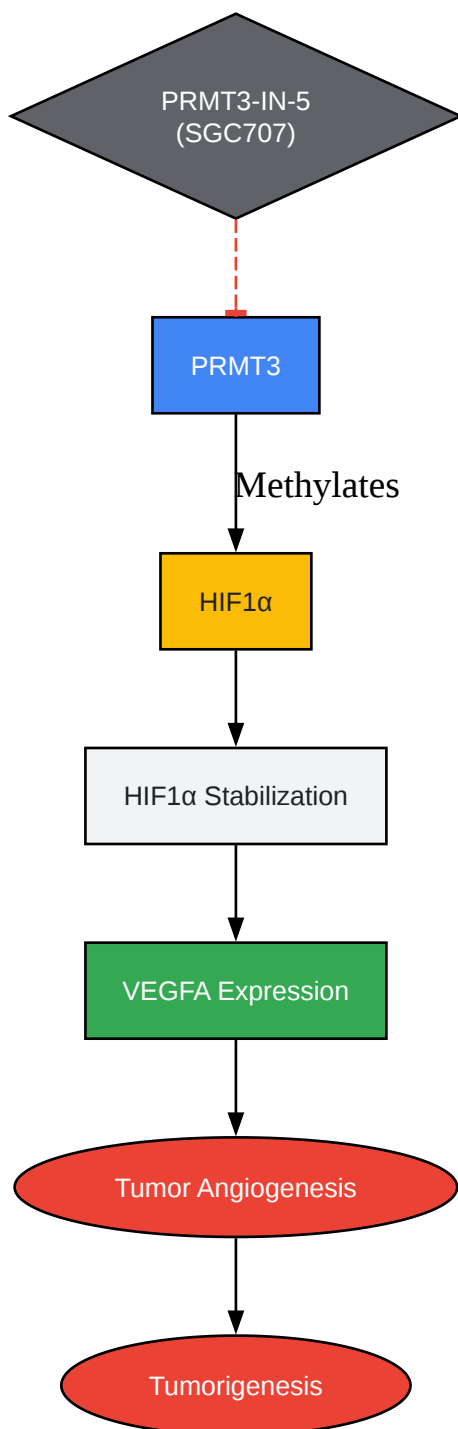 PRMT3-IN-5
(SGC707)
PRMT3
Methylates
HIF1α
HIF1α Stabilization
VEGFA Expression
Tumor Angiogenesis
Tumorigenesis